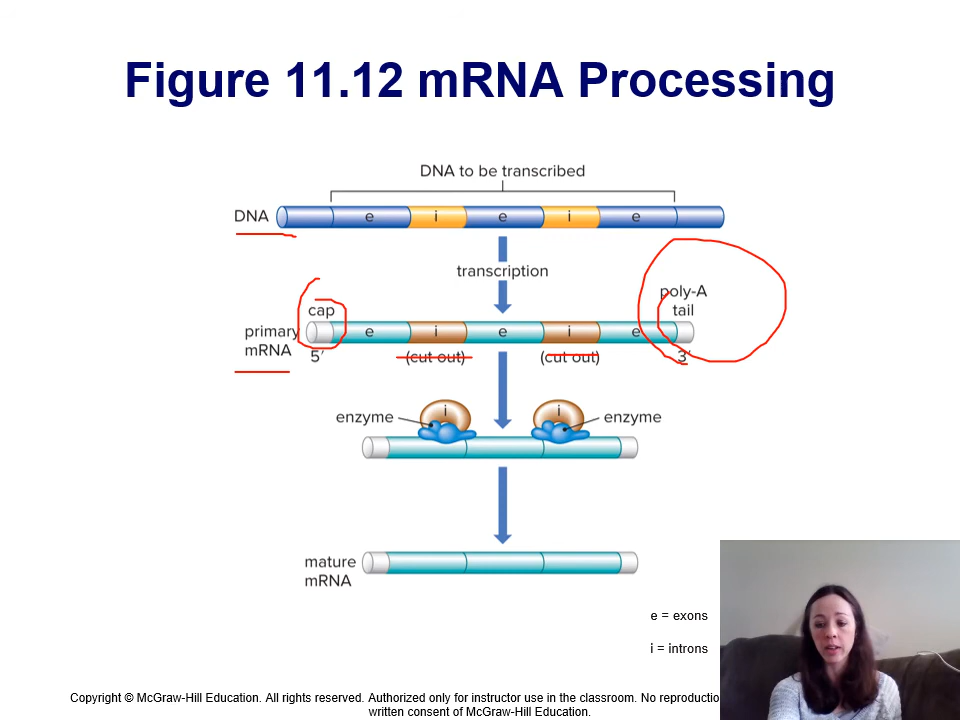 Figure 11.12 mRNA Processing
DNA to be transcribed
DNA
e i e i e
transcription
cap
poly-A
tail
primary
mRNA
e i e i e
5′ (cut out) (cut out) 3′
i i
enzyme enzyme
mature
mRNA
e = exons
i = introns
Copyright © McGraw-Hill Education. All rights reserved. Authorized only for instructor use in the classroom. No
written consent of McGraw-Hill Education.